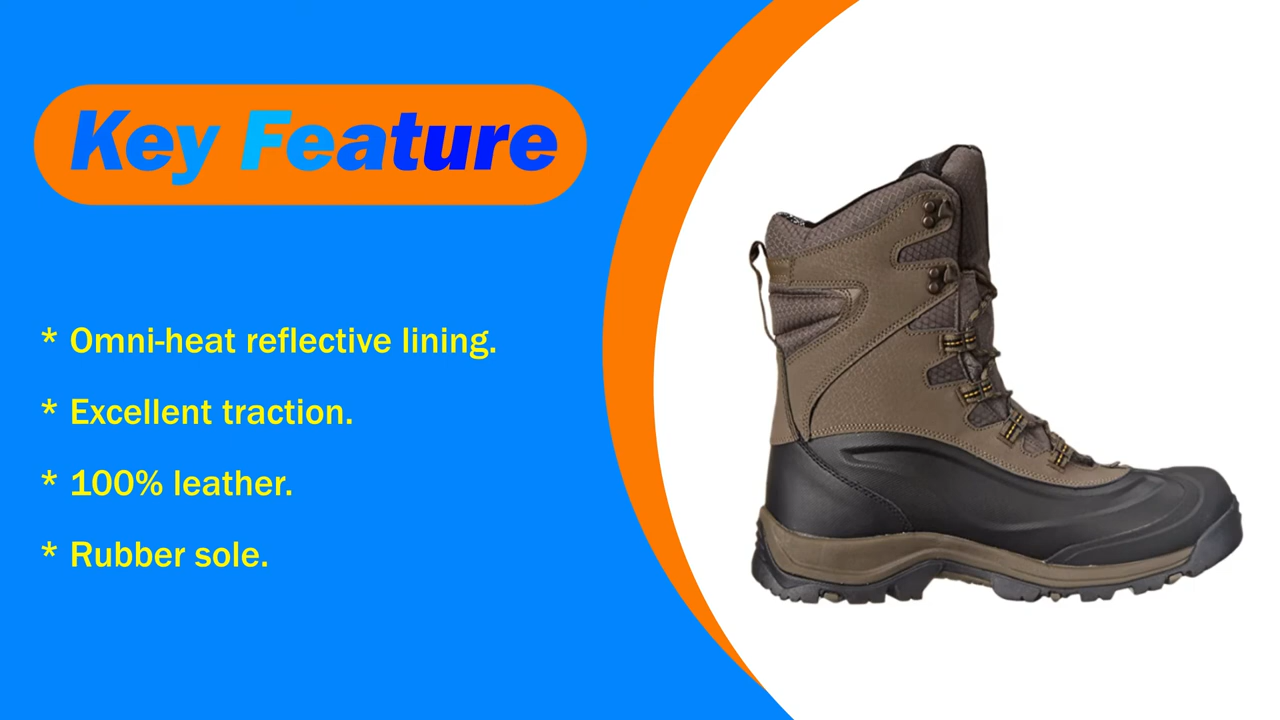 Key Feature
* Omni-heat reflective lining.
* Excellent traction.
* 100% leather.
* Rubber sole.